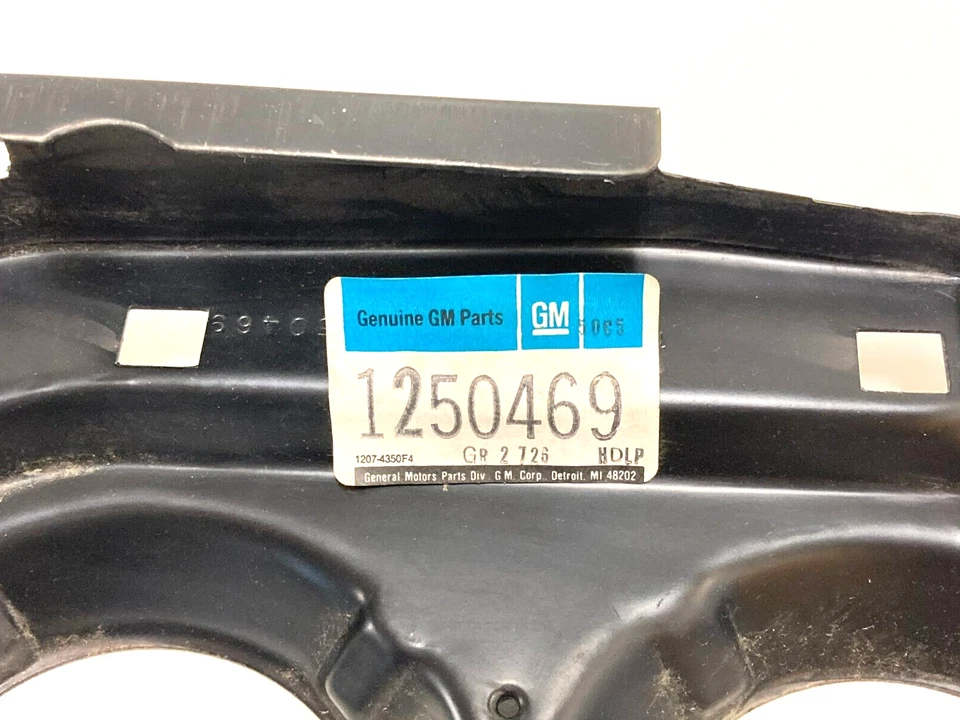 Genuine GM Parts
GM
5065
1250469
1207-4350F4
GR 2 726
HDLP
General Motors Parts Div. G.M. Corp., Detroit, MI 48202
0469